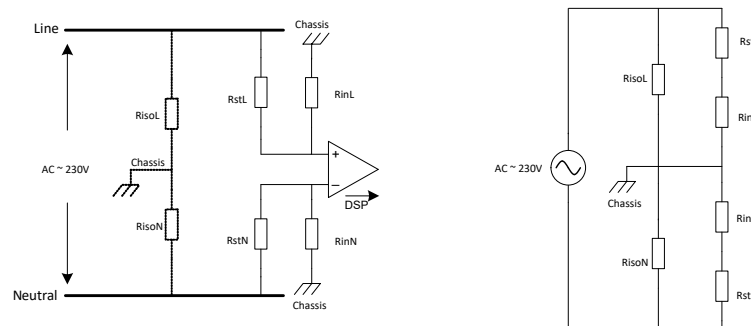 Line
Chassis
RstL
RinL
RisoL
Chassis
AC ~ 230V
+
−
DSP
RisoN
RstN
RinN
Neutral
Chassis
Rst
RisoL
Rin
AC ~ 230V
Chassis
Rin
RisoN
Rst